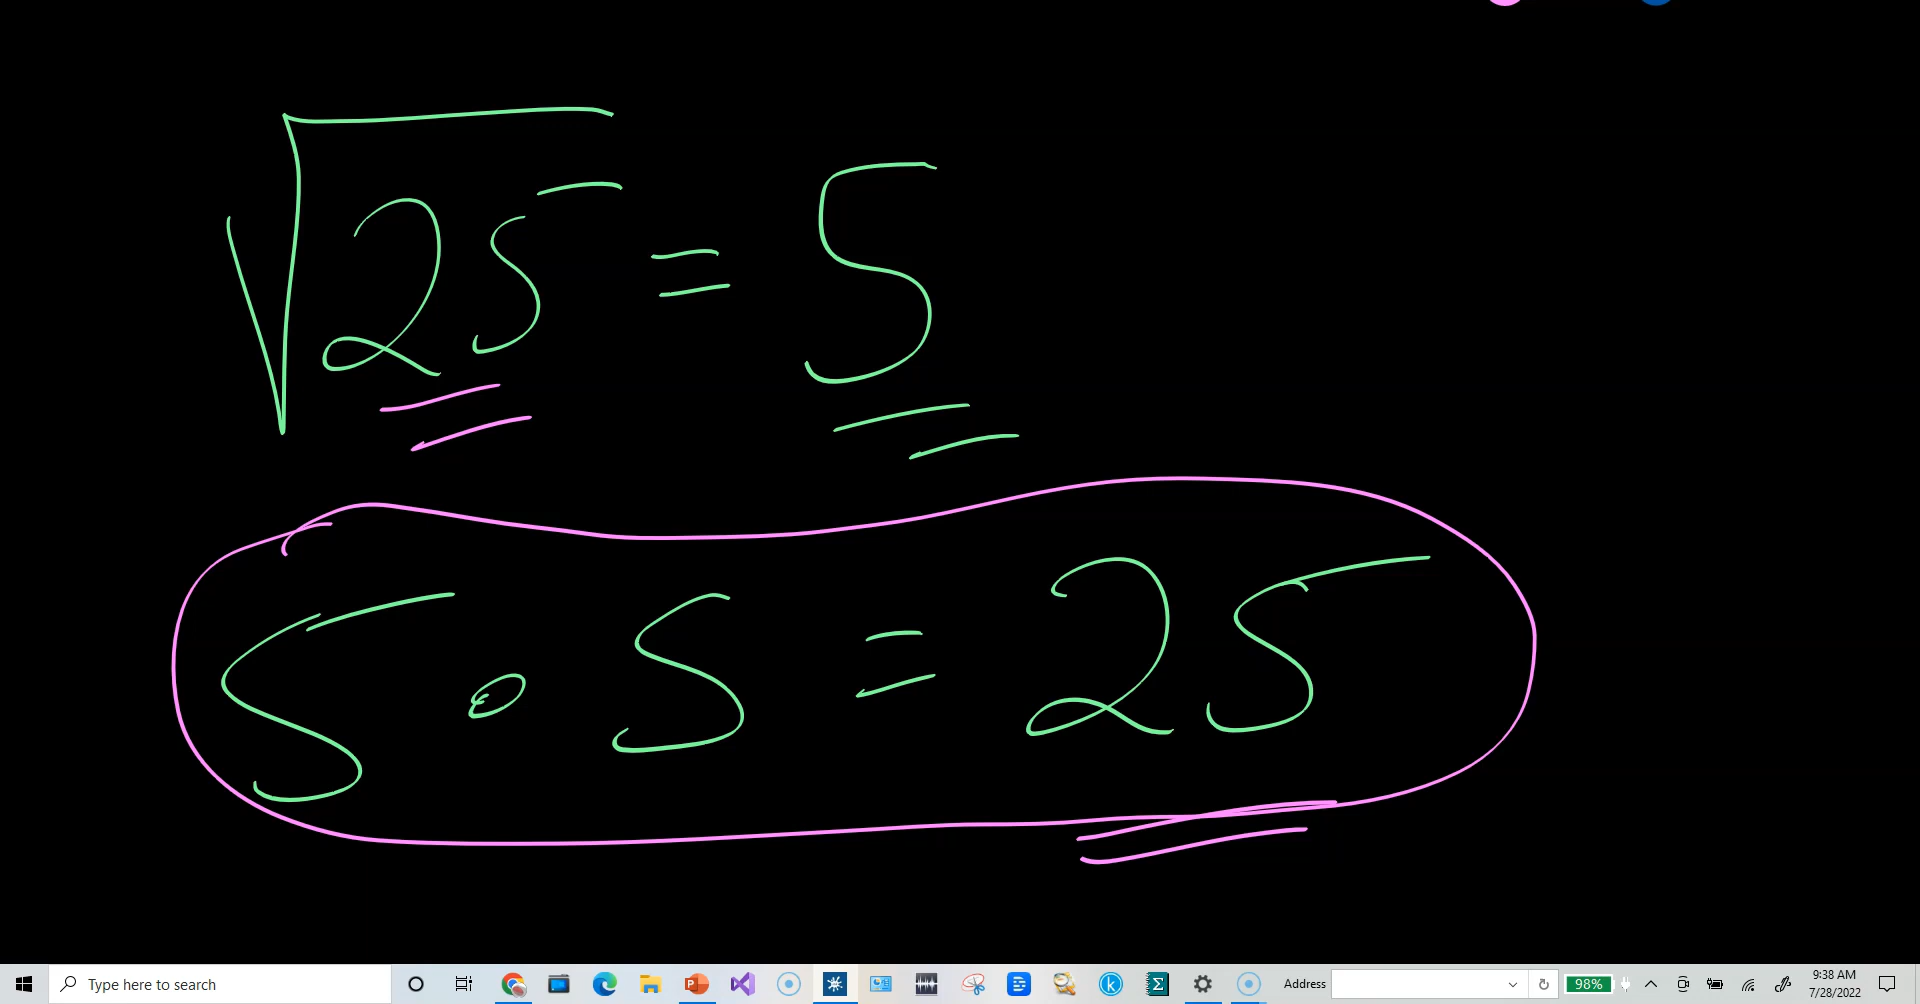 √25 = 5
5 • 5 = 25
Type here to search
Address
98%
9:38 AM
7/28/2022